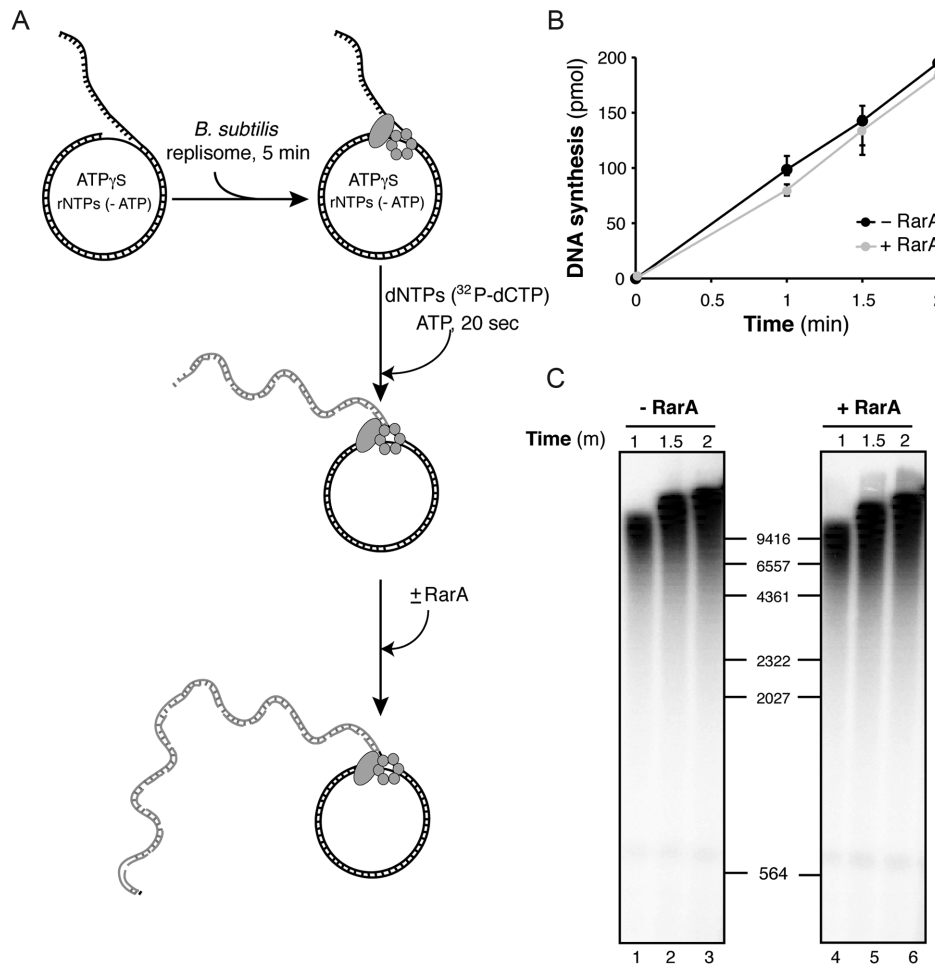 A
B. subtilis
replisome, 5 min
ATPγS
rNTPs (- ATP)
ATPγS
rNTPs (- ATP)
dNTPs (³²P-dCTP)
ATP, 20 sec
± RarA
B
DNA synthesis (pmol)
200
150
100
50
0
0
0.5
1
1.5
Time (min)
– RarA
+ RarA
C
- RarA
+ RarA
Time (m)
1
1.5
2
1
1.5
2
9416
6557
4361
2322
2027
564
1
2
3
4
5
6